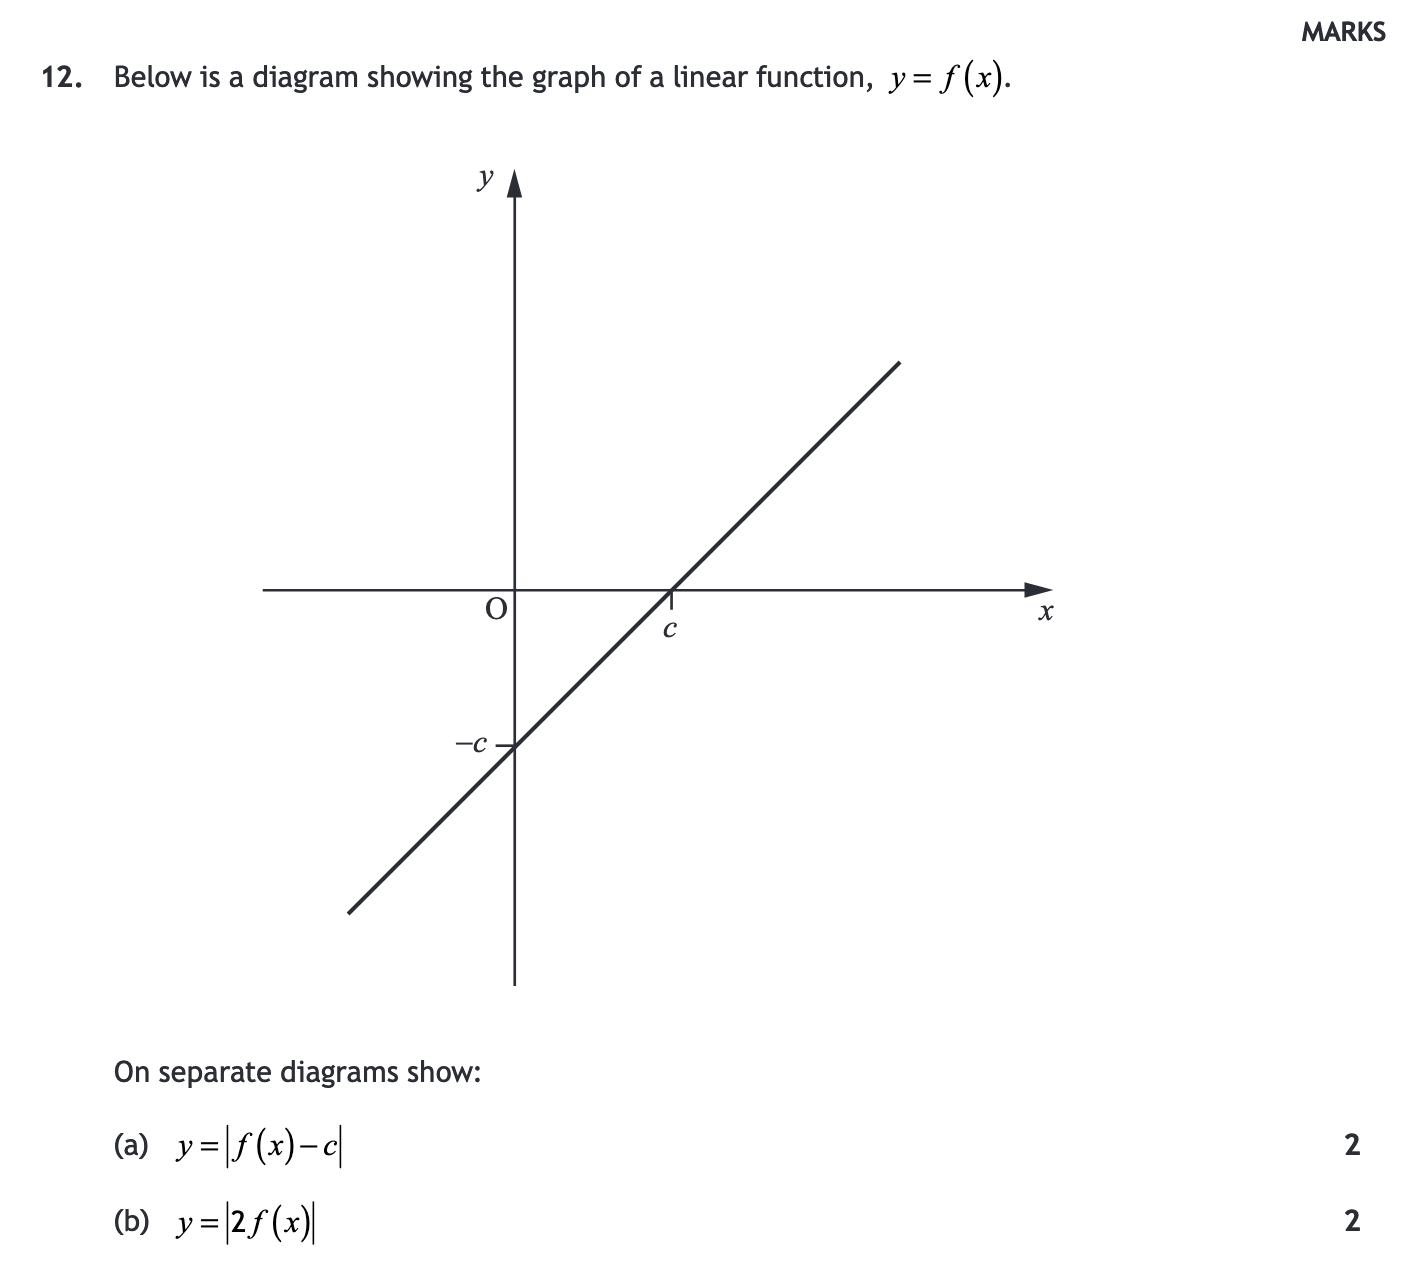 MARKS
12. Below is a diagram showing the graph of a linear function, y = f(x).
y
O
c
x
−c
On separate diagrams show:
(a) y = |f(x) − c| 2
(b) y = |2f(x)| 2